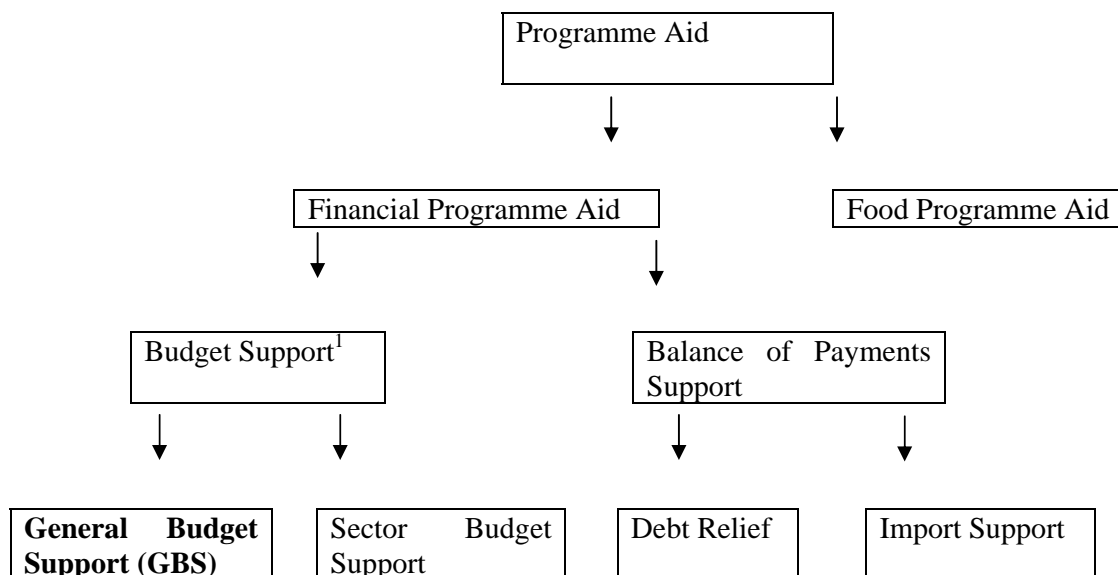 Programme Aid
Financial Programme Aid
Food Programme Aid
Budget Support1
Balance of Payments
Support
General Budget
Support (GBS)
Sector Budget
Support
Debt Relief
Import Support